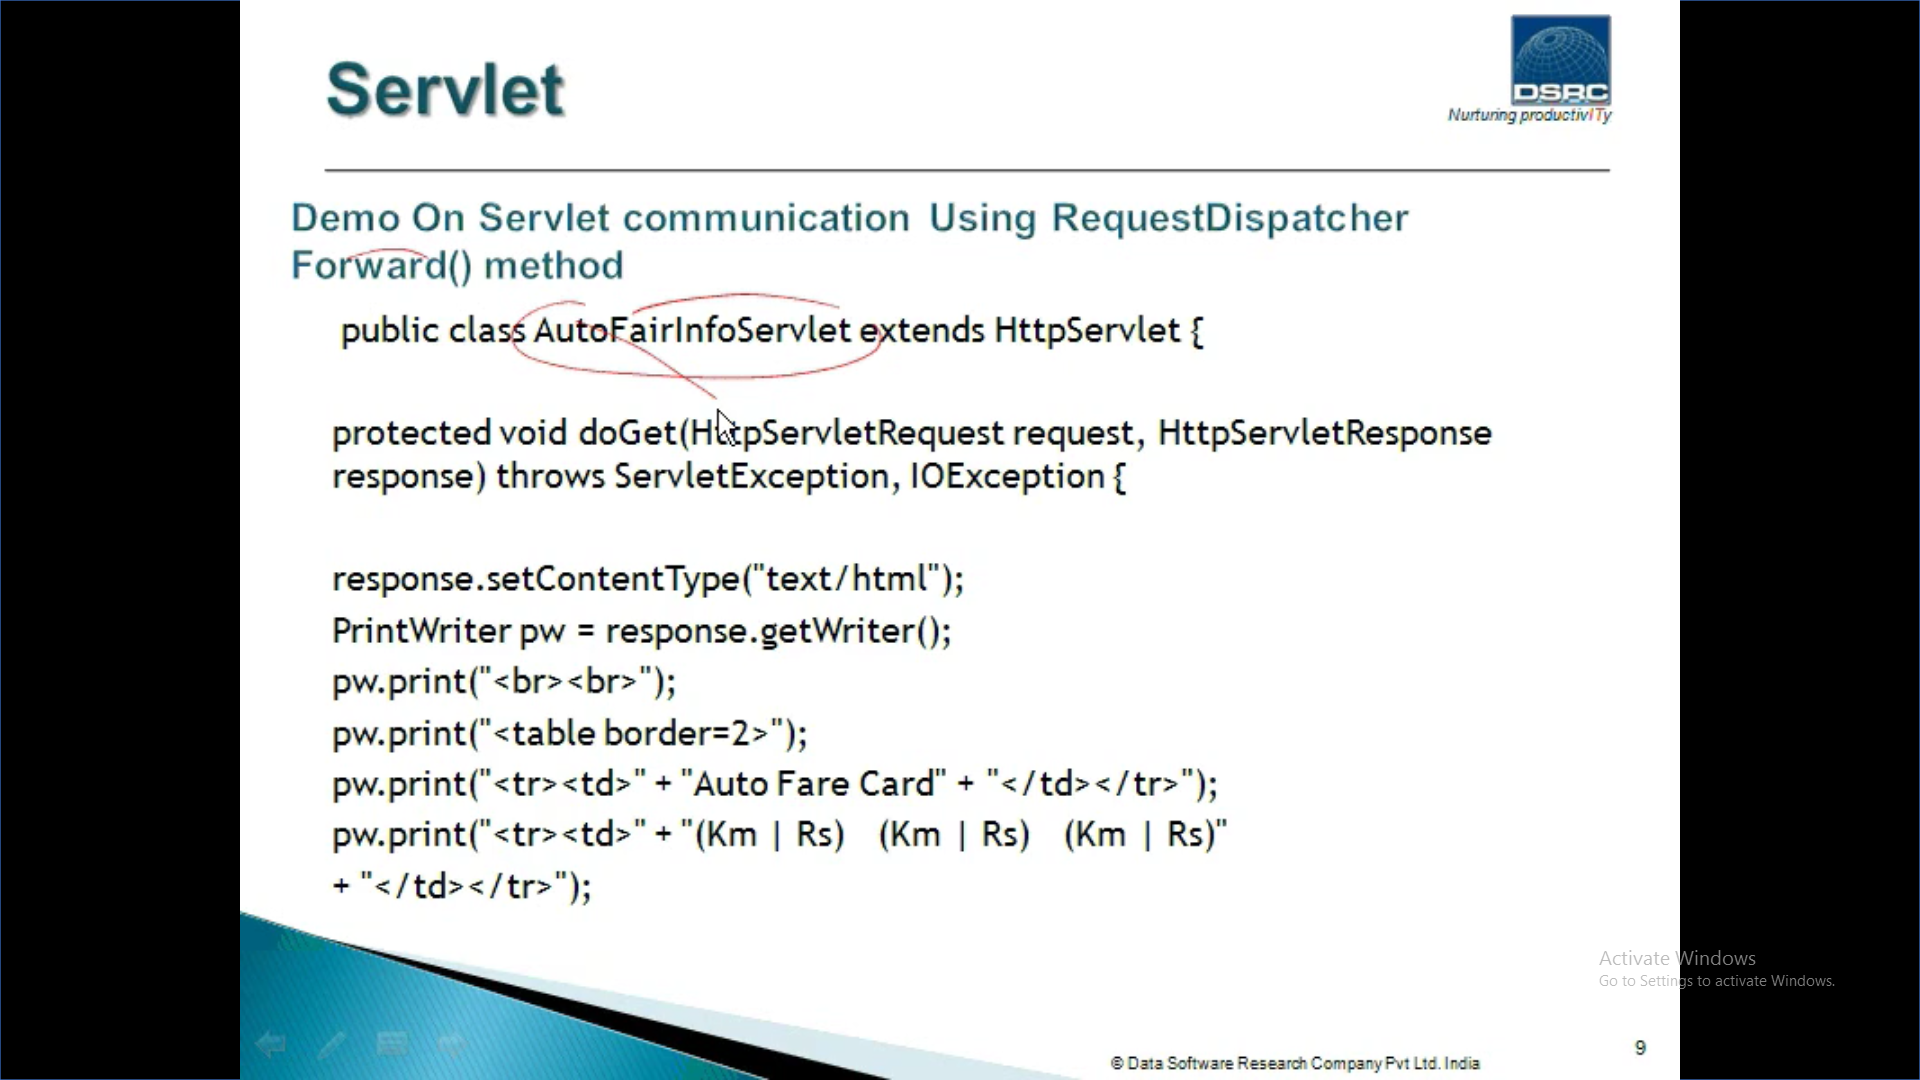 Servlet
DSRC
Nurturing productivITy
Demo On Servlet communication Using RequestDispatcher
Forward() method
public class AutoFairInfoServlet extends HttpServlet {
protected void doGet(HttpServletRequest request, HttpServletResponse
response) throws ServletException, IOException {
response.setContentType("text/html");
PrintWriter pw = response.getWriter();
pw.print("<br><br>");
pw.print("<table border=2>");
pw.print("<tr><td>" + "Auto Fare Card" + "</td></tr>");
pw.print("<tr><td>" + "(Km | Rs)   (Km | Rs)   (Km | Rs)"
+ "</td></tr>");
Activate Windows
Go to Settings to activate Windows.
9
© Data Software Research Company Pvt Ltd. India